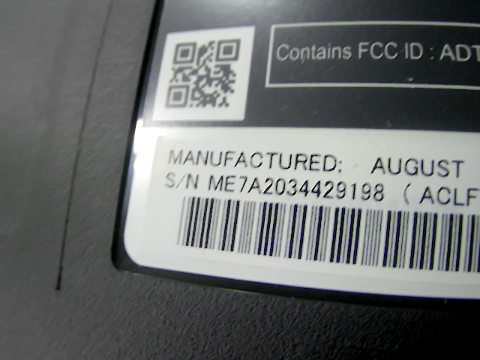 Contains FCC ID : ADT
MANUFACTURED: AUGUST
S/N ME7A2034429198 ( ACLF